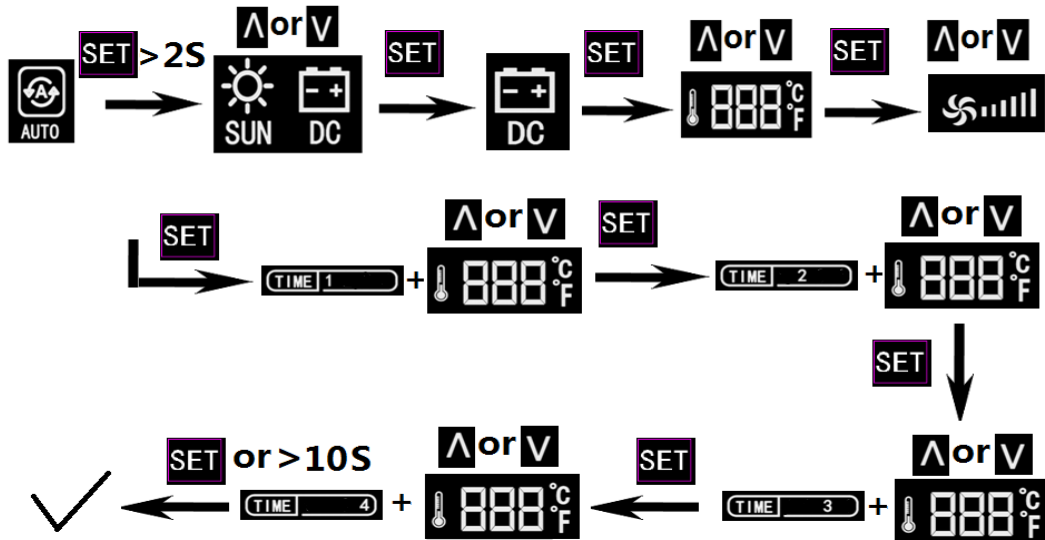 Λ or V Λ or V Λ or V
SET >2S SET SET SET
A AUTO SUN - + DC - + DC 888 °C °F
SET Λ or V SET Λ or V
TIME 1 + 888 °C °F TIME 2 + 888 °C °F
SET
SET or >10S Λ or V SET Λ or V
TIME 4 + 888 °C °F TIME 3 + 888 °C °F